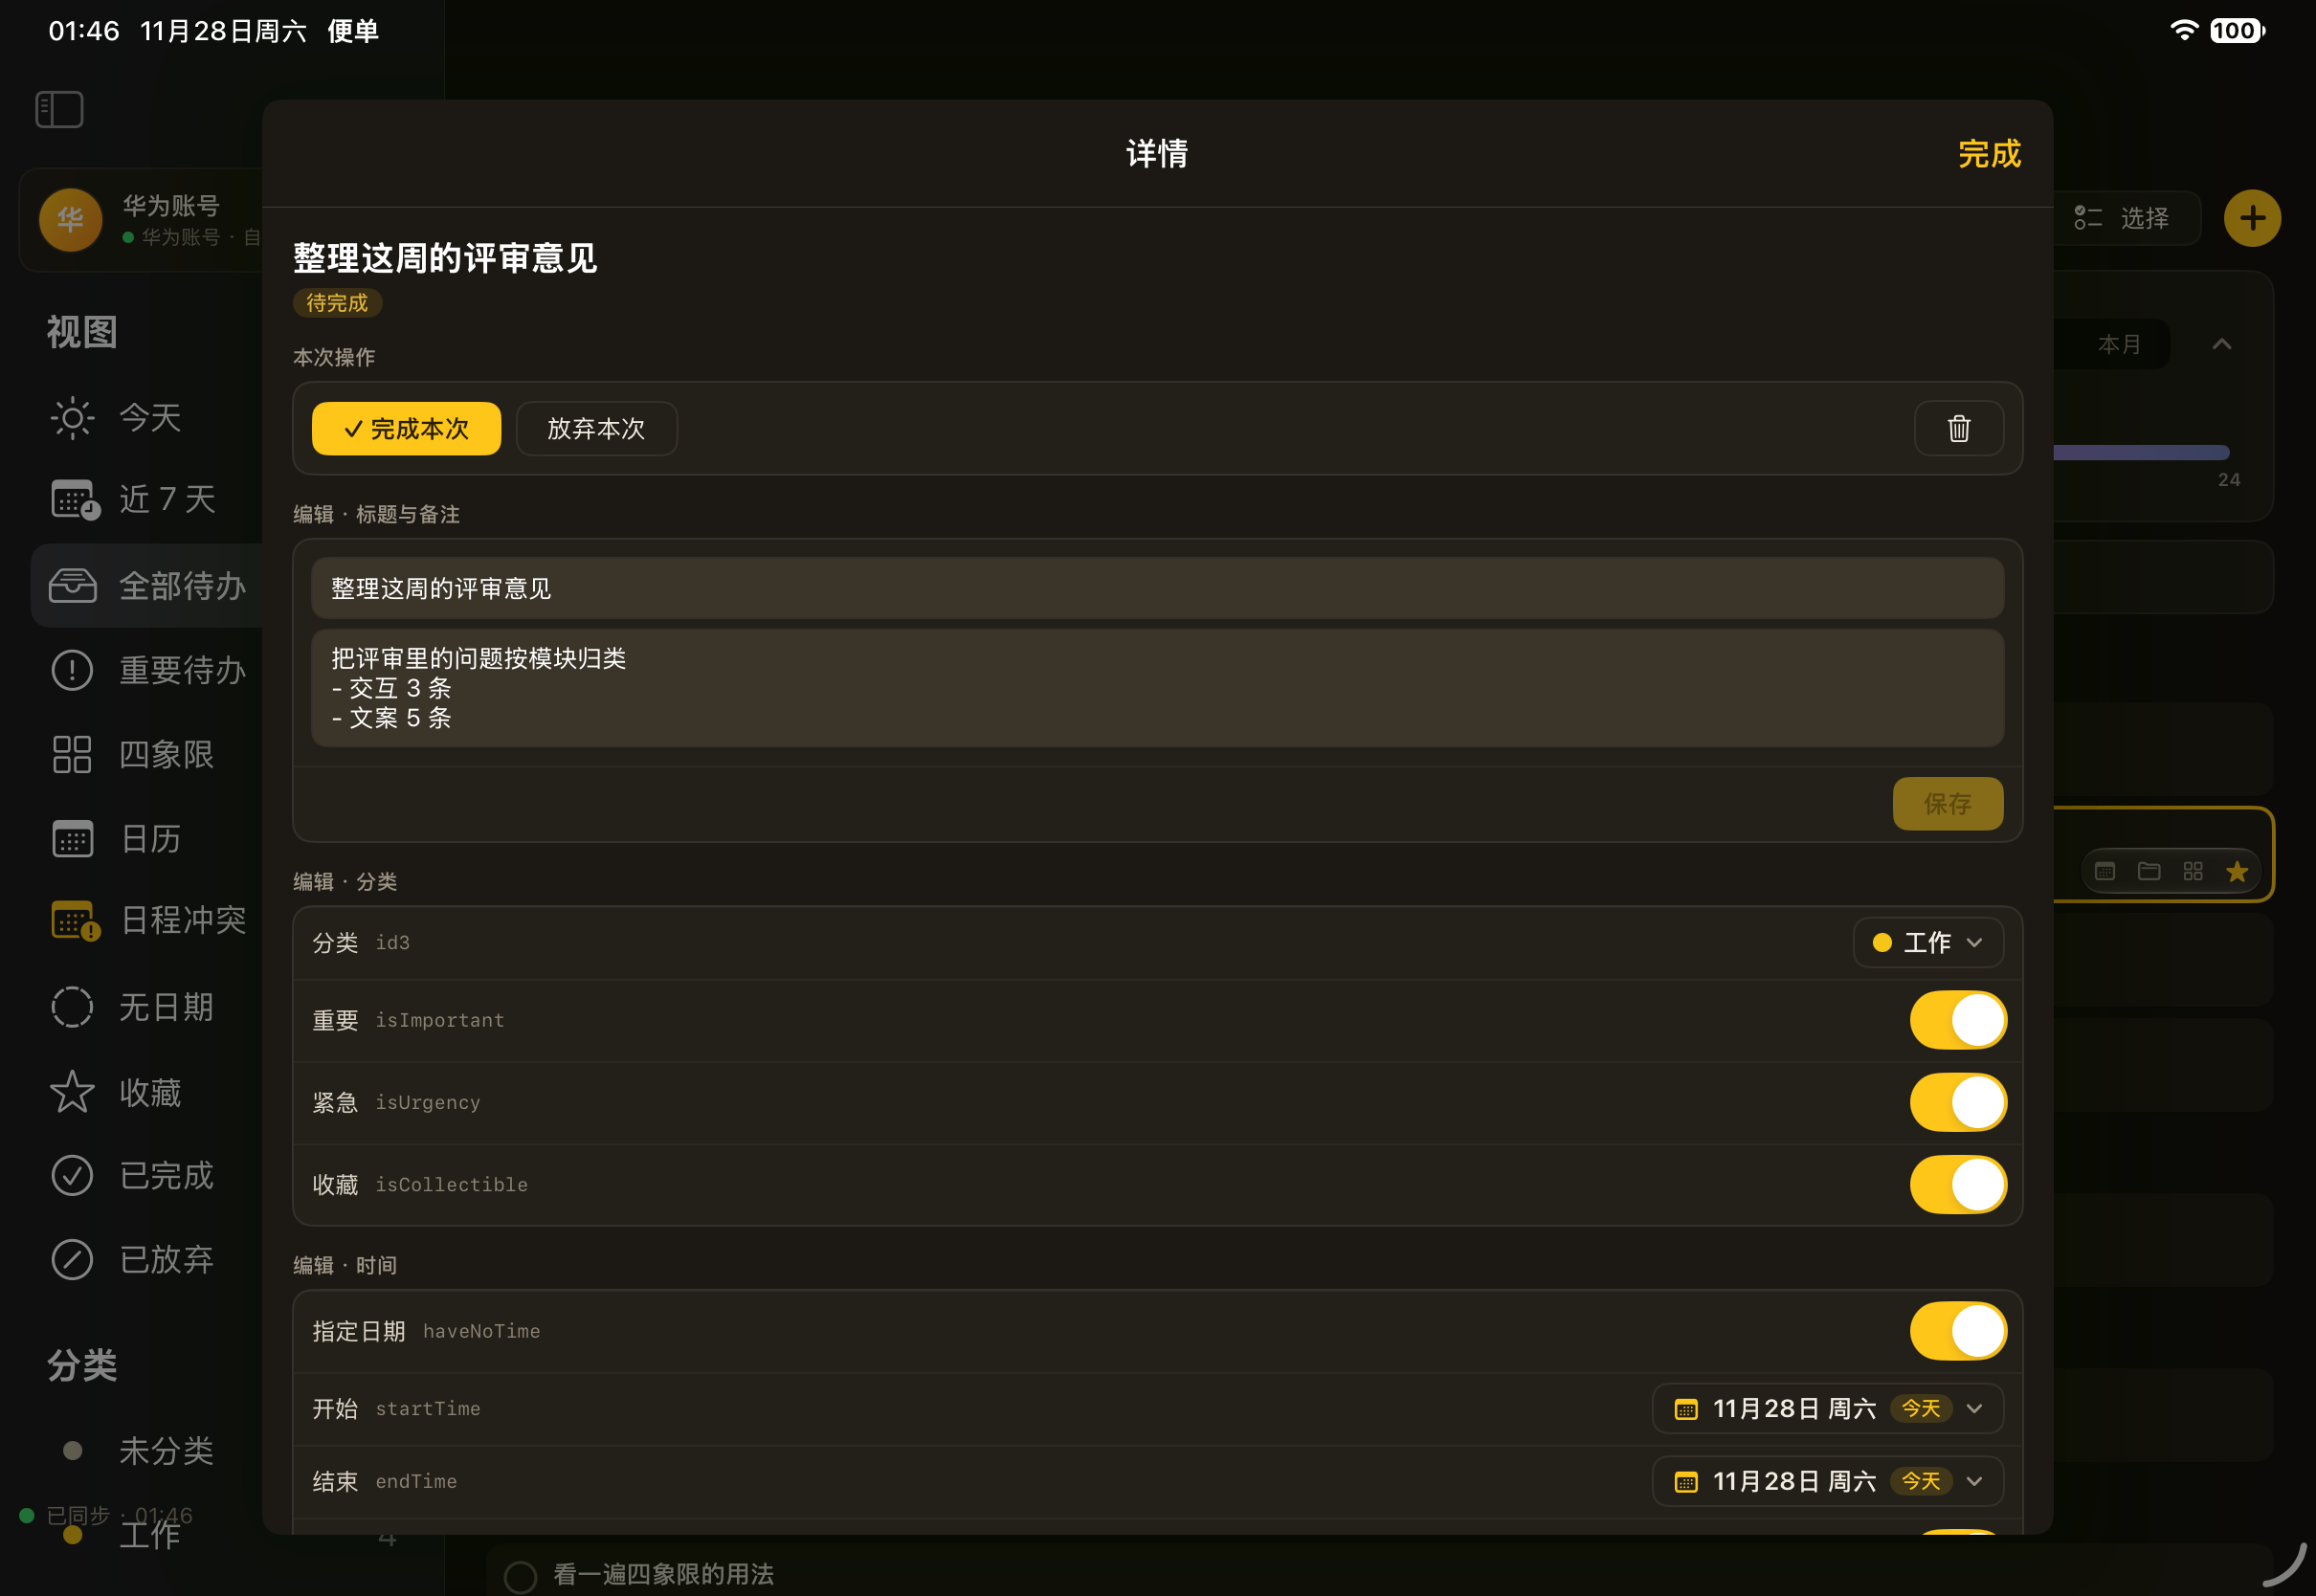 01:46 11月28日周六 便单
100
华 华为账号
华为账号 · 自
视图
今天
近 7 天
全部待办
重要待办
四象限
日历
日程冲突
无日期
收藏
已完成
已放弃
分类
未分类
已同步 · 01:46
工作
选择
本月
24
详情
完成
整理这周的评审意见
待完成
本次操作
完成本次 放弃本次
编辑 · 标题与备注
整理这周的评审意见
把评审里的问题按模块归类
- 交互 3 条
- 文案 5 条
保存
编辑 · 分类
分类 id3 工作
重要 isImportant
紧急 isUrgency
收藏 isCollectible
编辑 · 时间
指定日期 haveNoTime
开始 startTime 11月28日 周六 今天
结束 endTime 11月28日 周六 今天
看一遍四象限的用法